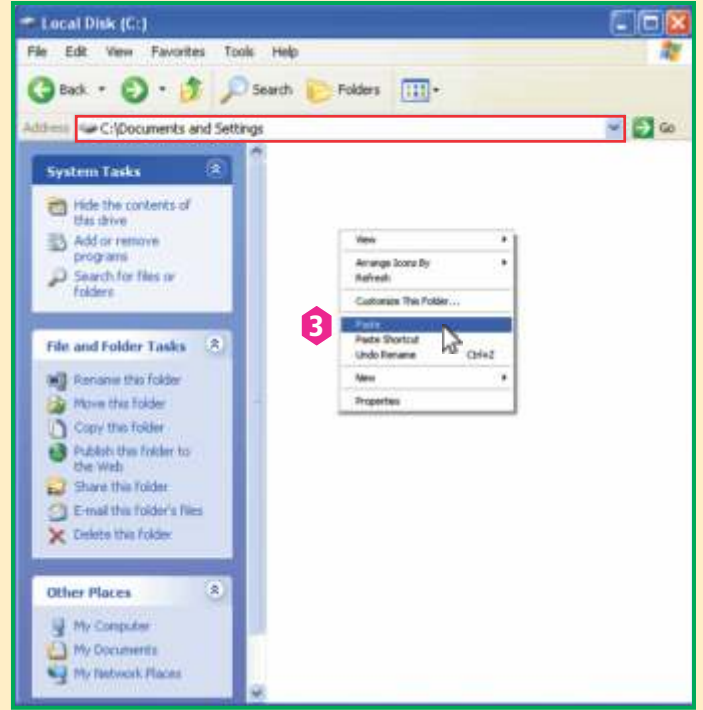 Local Disk (C:)
File Edit View Favorites Tools Help
Back Search Folders
Address C:\Documents and Settings Go
System Tasks
Hide the contents of
this drive
Add or remove
programs
Search for files or
folders
File and Folder Tasks
Rename this folder
Move this folder
Copy this folder
Publish this folder to
the Web
Share this folder
E-mail this folder's files
Delete this folder
Other Places
My Computer
My Documents
My Network Places
View
Arrange Icons By
Refresh
Customize This Folder...
3
Paste
Paste Shortcut
Undo Rename Ctrl+Z
New
Properties